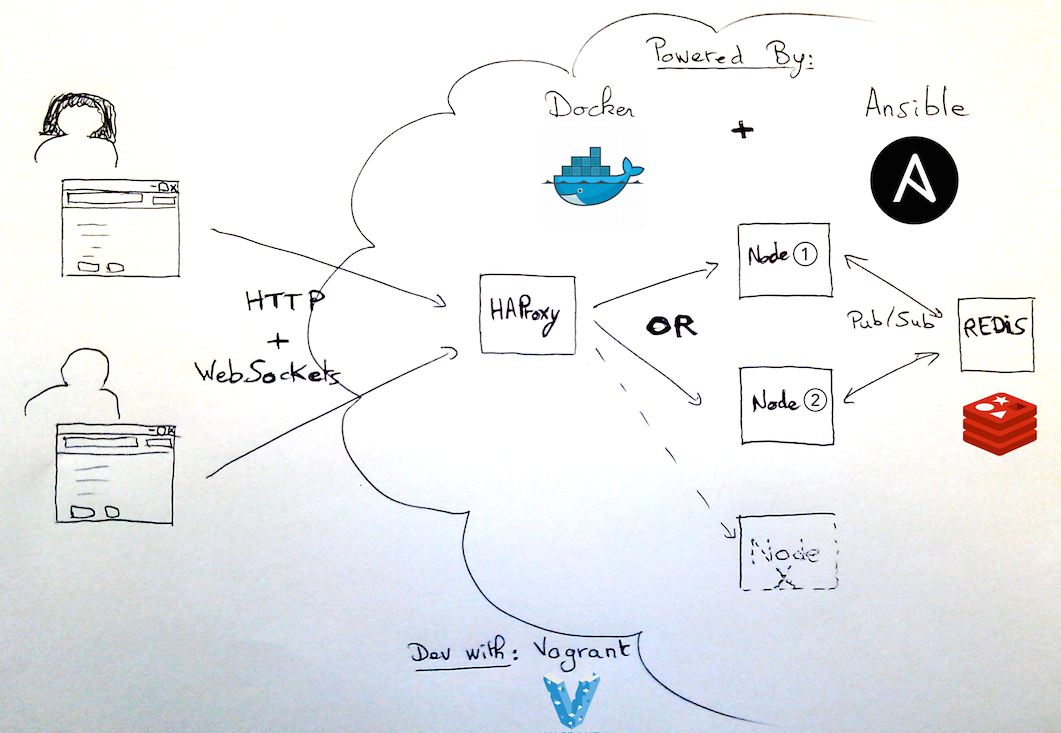 Powered By:
Docker
+
Ansible
HTTP
+
WebSockets
HAProxy
OR
Node 1
Node 2
Node
X
Pub/Sub
REDiS
Dev with: Vagrant